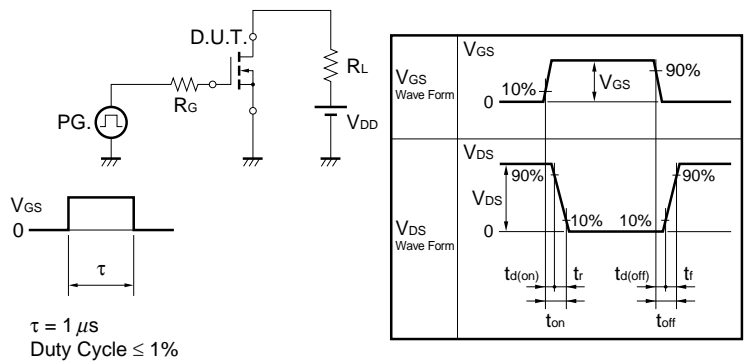 D.U.T.
RL
RG
PG.
VDD
VGS
0
τ
τ = 1 μs
Duty Cycle ≤ 1%
VGS
Wave Form
VGS
10%
0
VGS
90%
VDS
Wave Form
VDS
90%
90%
VDS
10%
10%
0
td(on)
tr
td(off)
tf
ton
toff